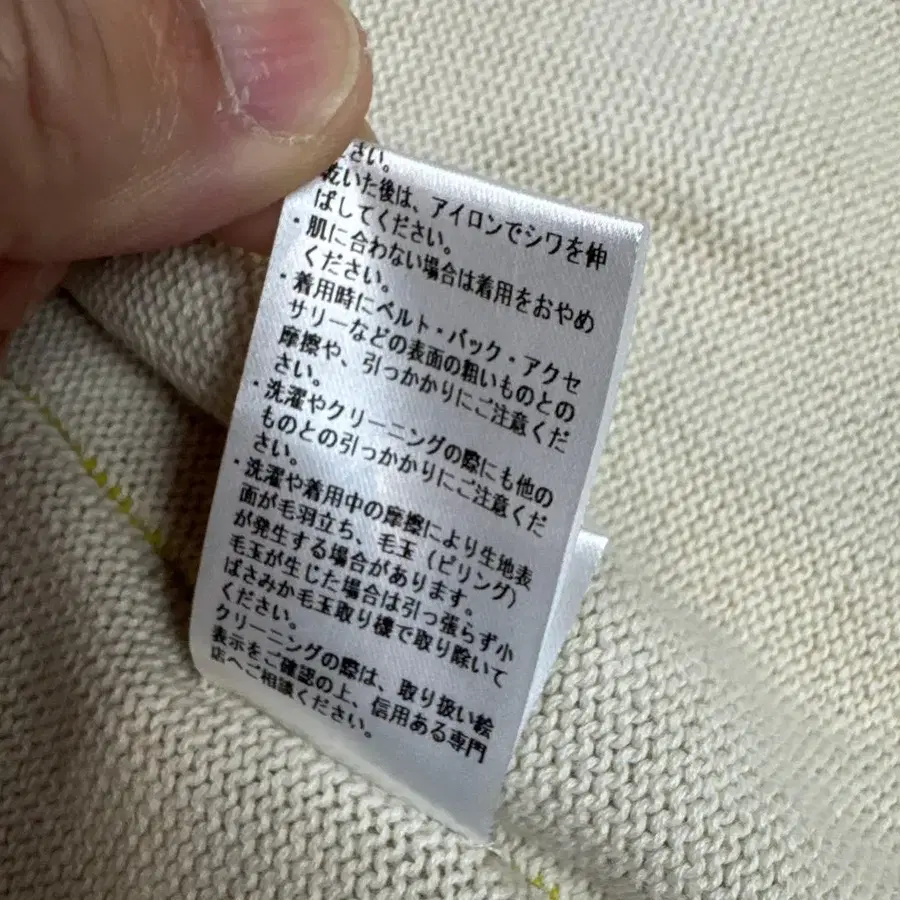 ださい。
乾いた後は、アイロンでシワを伸
ばしてください。
・肌に合わない場合は着用をおやめ
ください。
・着用時にベルト・バック・アクセ
サリーなどの表面の粗いものとの
摩擦や、引っかかりにご注意くだ
さい。
・洗濯やクリーニングの際にも他の
ものとの引っかかりにご注意くだ
さい。
・洗濯や着用中の摩擦により生地表
面が毛羽立ち、毛玉（ピリング）
が発生する場合があります。
毛玉が生じた場合は引っ張らず小
ばさみか毛玉取り機で取り除いて
ください。
クリーニングの際は、取り扱い絵
表示をご確認の上、信用ある専門
店へご相談ください。